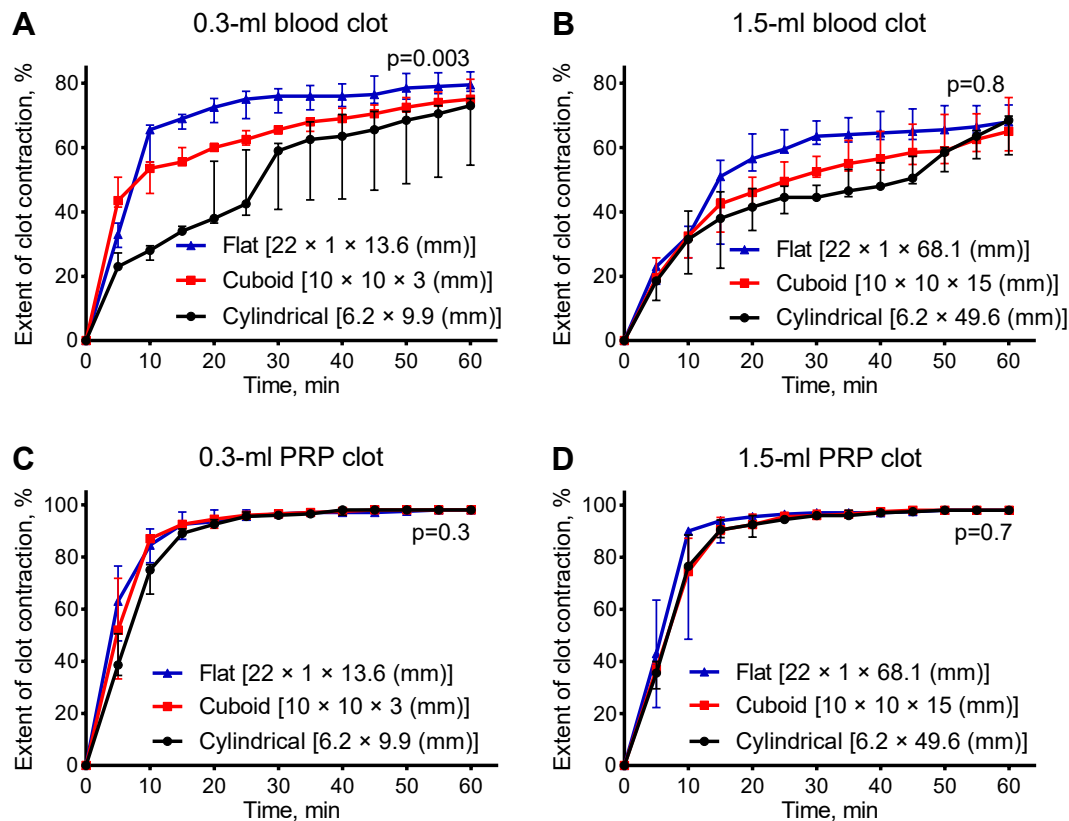 A
0.3-ml blood clot
p=0.003
Extent of clot contraction, %
80
60
40
20
0
Flat [22 × 1 × 13.6 (mm)]
Cuboid [10 × 10 × 3 (mm)]
Cylindrical [6.2 × 9.9 (mm)]
0 10 20 30 40 50 60
Time, min
B
1.5-ml blood clot
p=0.8
Extent of clot contraction, %
80
60
40
20
0
Flat [22 × 1 × 68.1 (mm)]
Cuboid [10 × 10 × 15 (mm)]
Cylindrical [6.2 × 49.6 (mm)]
0 10 20 30 40 50 60
Time, min
C
0.3-ml PRP clot
p=0.3
Extent of clot contraction, %
100
80
60
40
20
0
Flat [22 × 1 × 13.6 (mm)]
Cuboid [10 × 10 × 3 (mm)]
Cylindrical [6.2 × 9.9 (mm)]
0 10 20 30 40 50 60
Time, min
D
1.5-ml PRP clot
p=0.7
Extent of clot contraction, %
100
80
60
40
20
0
Flat [22 × 1 × 68.1 (mm)]
Cuboid [10 × 10 × 15 (mm)]
Cylindrical [6.2 × 49.6 (mm)]
0 10 20 30 40 50 60
Time, min